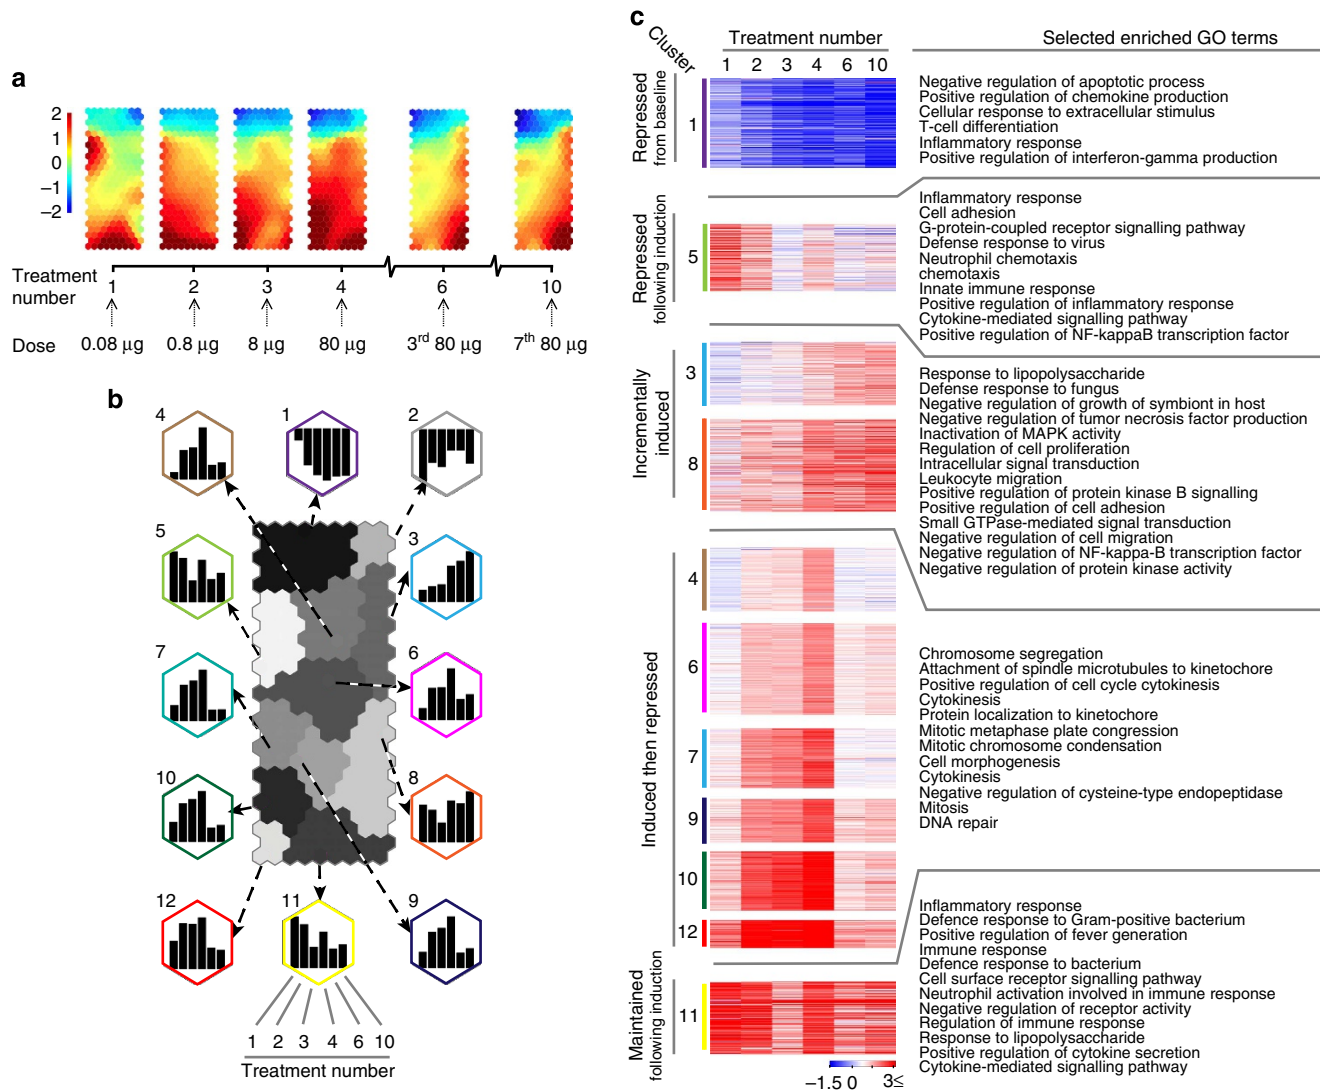 a
2
1
0
−1
−2
Treatment number
1 2 3 4 6 10
Dose 0.08 µg 0.8 µg 8 µg 80 µg 3rd 80 µg 7th 80 µg
b
4 1 2
5 3
7 6
10 8
12 11 9
1 2 3 4 6 10
Treatment number
c
Cluster
Treatment number
Selected enriched GO terms
1 2 3 4 6 10
Repressed from baseline
1
Negative regulation of apoptotic process
Positive regulation of chemokine production
Cellular response to extracellular stimulus
T-cell differentiation
Inflammatory response
Positive regulation of interferon-gamma production
Repressed following induction
5
Inflammatory response
Cell adhesion
G-protein-coupled receptor signalling pathway
Defense response to virus
Neutrophil chemotaxis
chemotaxis
Innate immune response
Positive regulation of inflammatory response
Cytokine-mediated signalling pathway
Positive regulation of NF-kappaB transcription factor
Incrementally induced
3
8
Response to lipopolysaccharide
Defense response to fungus
Negative regulation of growth of symbiont in host
Negative regulation of tumor necrosis factor production
Inactivation of MAPK activity
Regulation of cell proliferation
Intracellular signal transduction
Leukocyte migration
Positive regulation of protein kinase B signalling
Positive regulation of cell adhesion
Small GTPase-mediated signal transduction
Negative regulation of cell migration
Negative regulation of NF-kappa-B transcription factor
Negative regulation of protein kinase activity
Induced then repressed
4
6
7
9
10
12
Chromosome segregation
Attachment of spindle microtubules to kinetochore
Positive regulation of cell cycle cytokinesis
Cytokinesis
Protein localization to kinetochore
Mitotic metaphase plate congression
Mitotic chromosome condensation
Cell morphogenesis
Cytokinesis
Negative regulation of cysteine-type endopeptidase
Mitosis
DNA repair
Maintained following induction
11
Inflammatory response
Defence response to Gram-positive bacterium
Positive regulation of fever generation
Immune response
Defence response to bacterium
Cell surface receptor signalling pathway
Neutrophil activation involved in immune response
Negative regulation of receptor activity
Regulation of immune response
Response to lipopolysaccharide
Positive regulation of cytokine secretion
Cytokine-mediated signalling pathway
−1.5 0 3≤